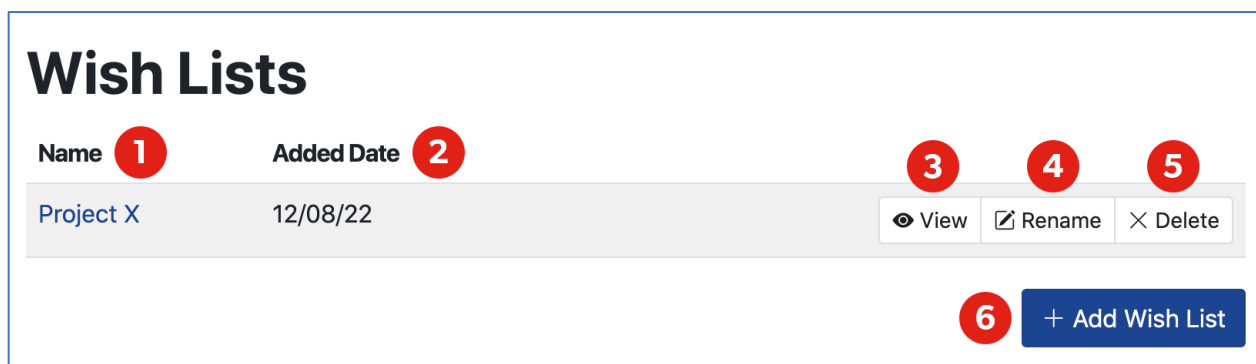 Wish Lists
Name 1 Added Date 2 3 4 5
Project X 12/08/22 View Rename Delete
6 + Add Wish List